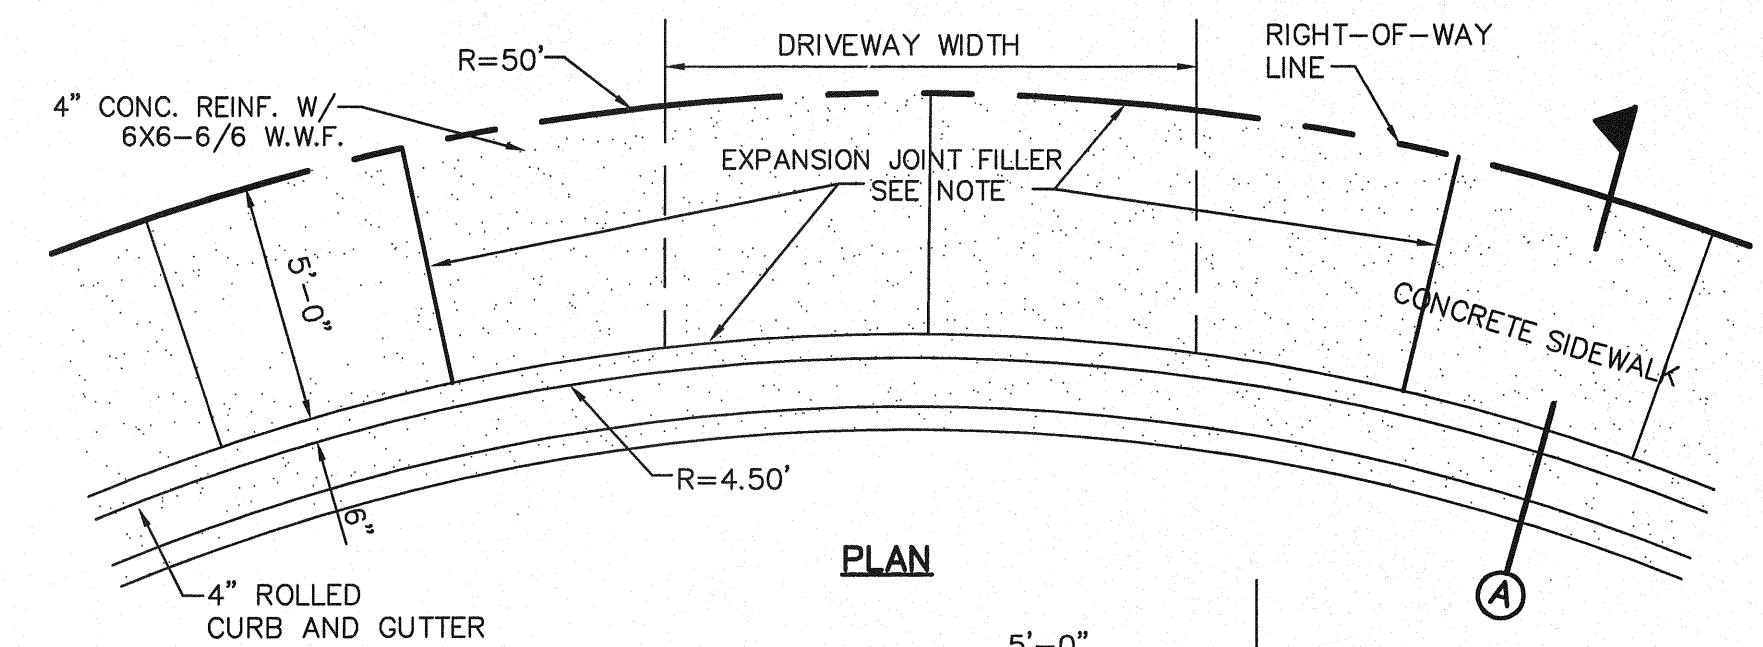 R=50'
DRIVEWAY WIDTH
RIGHT-OF-WAY
LINE
4" CONC. REINF. W/
6X6-6/6 W.W.F.
EXPANSION JOINT FILLER
SEE NOTE
5'-0"
CONCRETE SIDEWALK
R=4.50'
6"
PLAN
4" ROLLED
CURB AND GUTTER
A
5'-0"